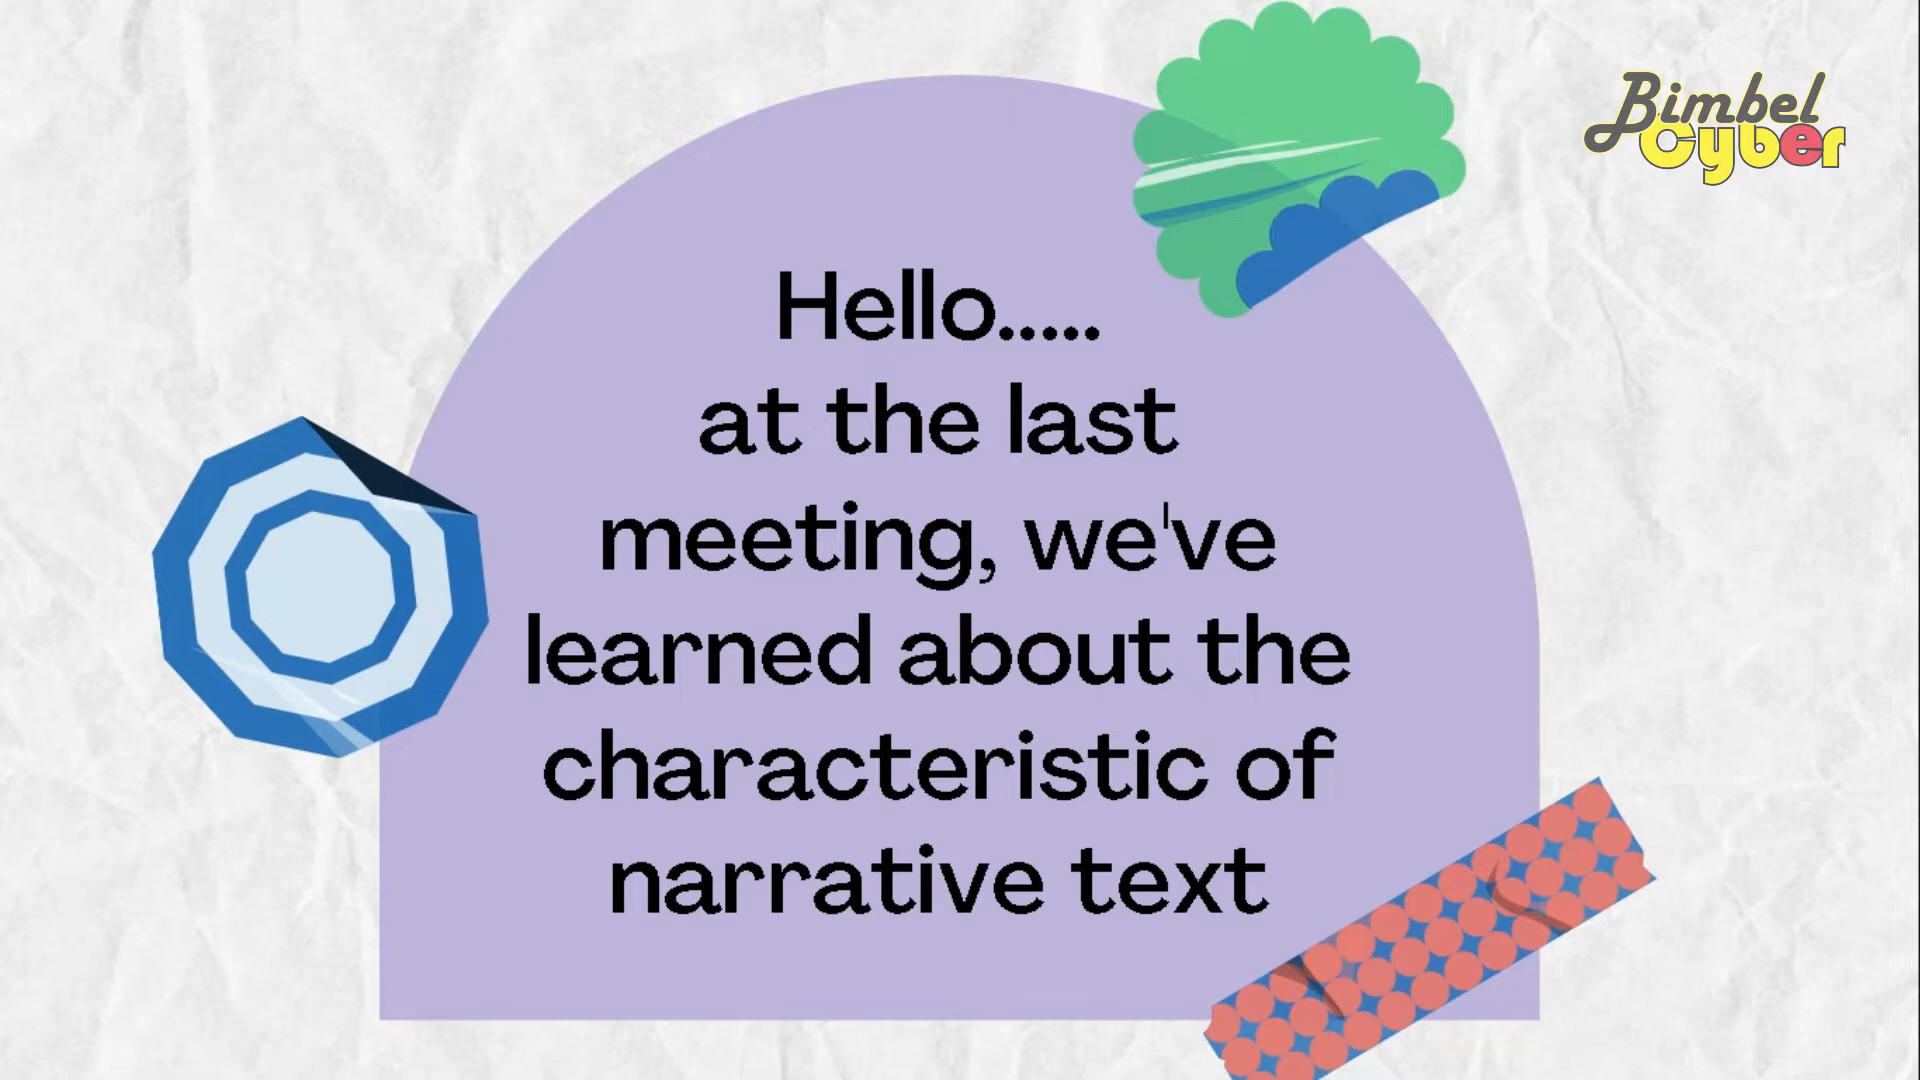 Bimbel
Cyber
Hello.....
at the last
meeting, we've
learned about the
characteristic of
narrative text